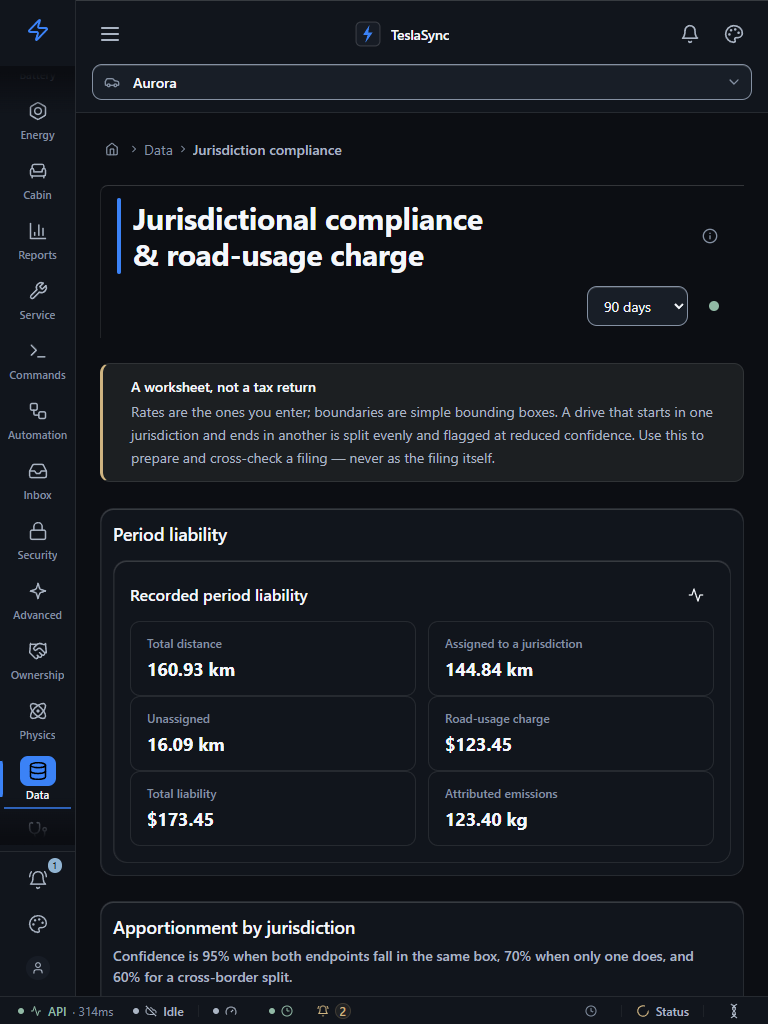 TeslaSync
Aurora
Battery
Energy
Cabin
Reports
Service
Commands
Automation
Inbox
Security
Advanced
Ownership
Physics
Data
1
Data
Jurisdiction compliance
Jurisdictional compliance
& road-usage charge
90 days
A worksheet, not a tax return
Rates are the ones you enter; boundaries are simple bounding boxes. A drive that starts in one
jurisdiction and ends in another is split evenly and flagged at reduced confidence. Use this to
prepare and cross-check a filing — never as the filing itself.
Period liability
Recorded period liability
Total distance
160.93 km
Assigned to a jurisdiction
144.84 km
Unassigned
16.09 km
Road-usage charge
$123.45
Total liability
$173.45
Attributed emissions
123.40 kg
Apportionment by jurisdiction
Confidence is 95% when both endpoints fall in the same box, 70% when only one does, and
60% for a cross-border split.
API · 314ms
Idle
2
Status